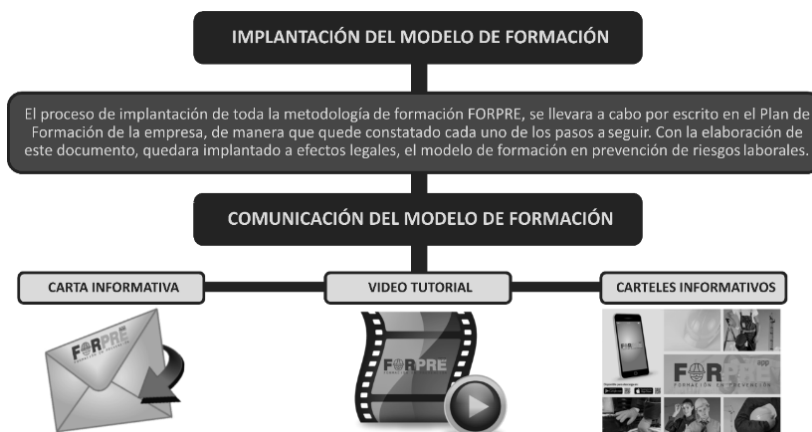 IMPLANTACIÓN DEL MODELO DE FORMACIÓN
El proceso de implantación de toda la metodología de formación FORPRE, se llevara a cabo por escrito en el Plan de
Formación de la empresa, de manera que quede constatado cada uno de los pasos a seguir. Con la elaboración de
este documento, quedara implantado a efectos legales, el modelo de formación en prevención de riesgos laborales.
COMUNICACIÓN DEL MODELO DE FORMACIÓN
CARTA INFORMATIVA
VIDEO TUTORIAL
CARTELES INFORMATIVOS
FORPRE
FORPRE
FORPRE
app
FORMACIÓN EN PREVENCIÓN